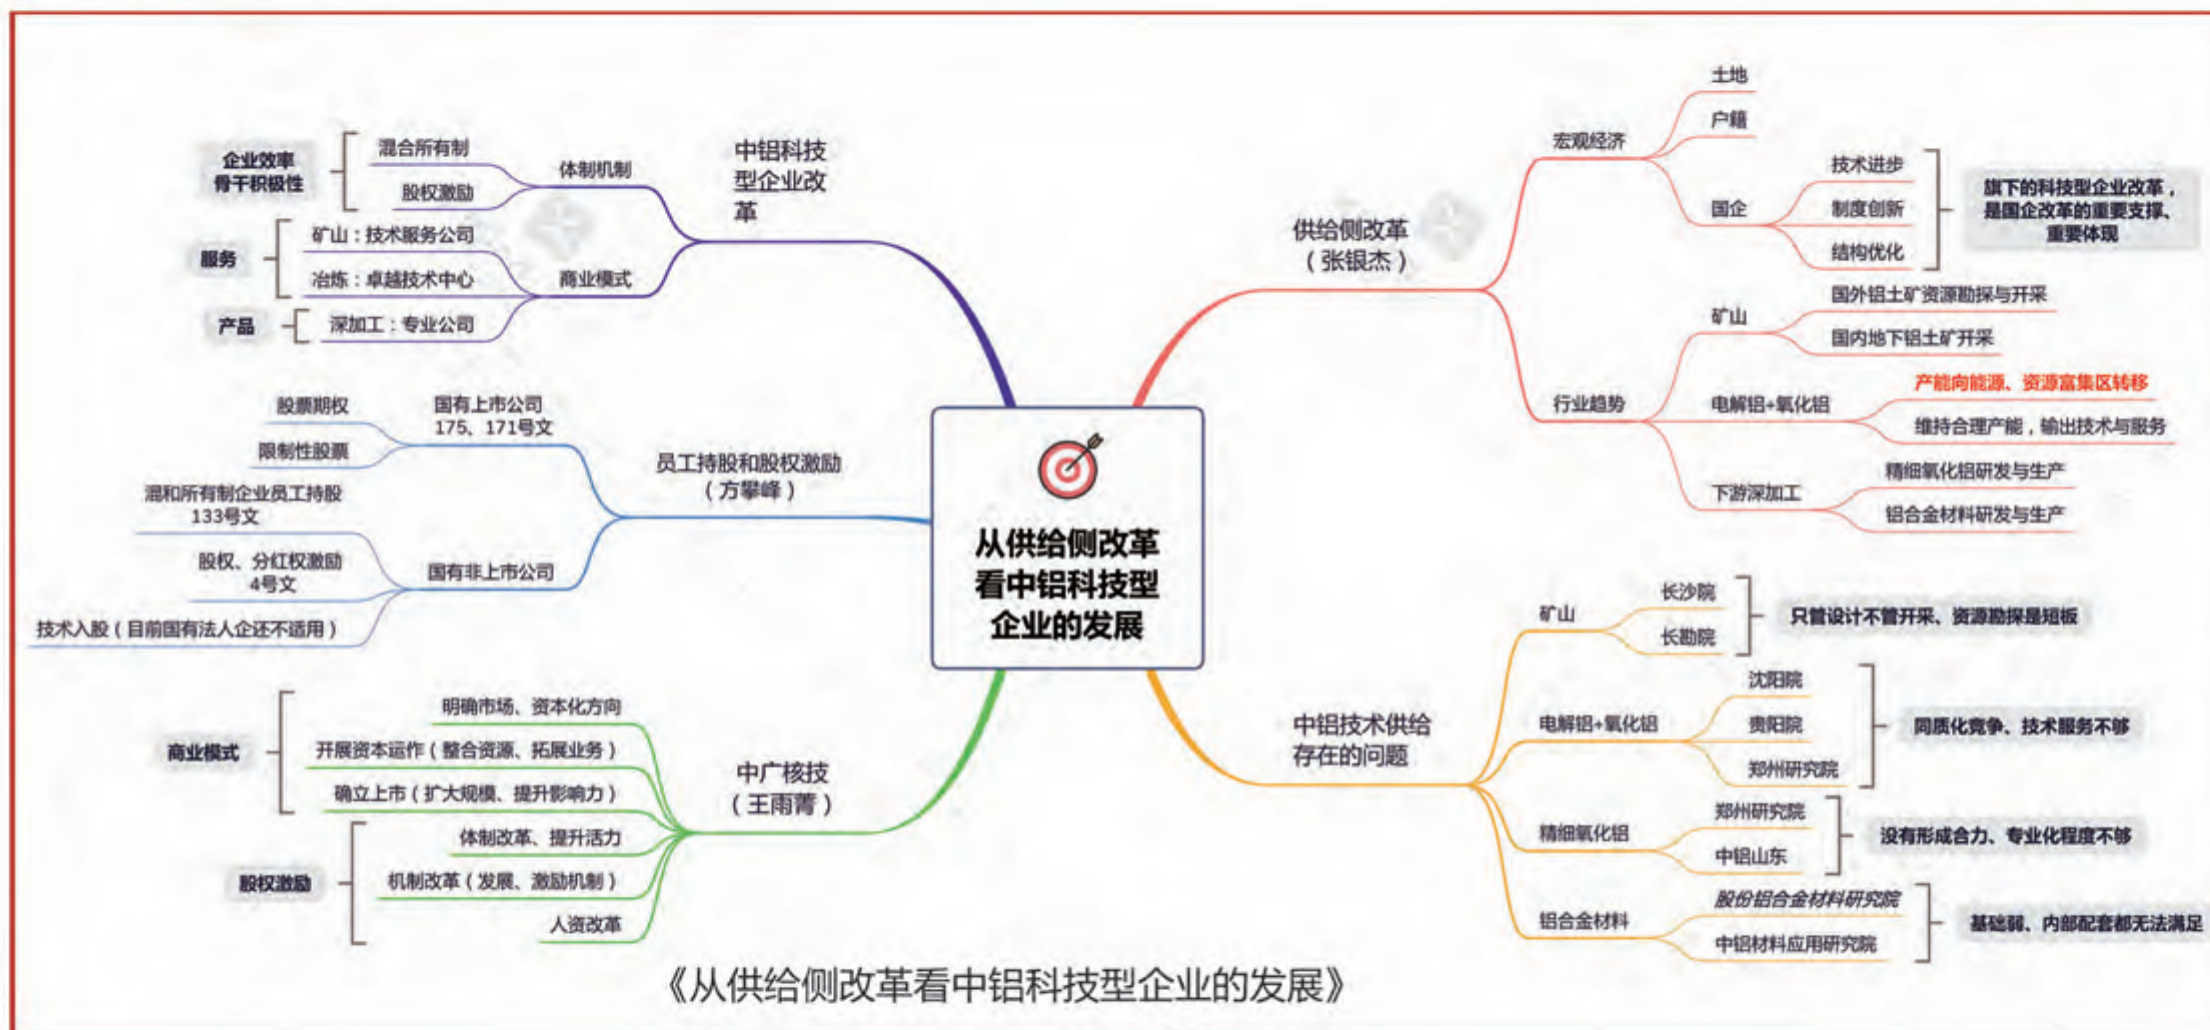 从供给侧改革
看中铝科技型
企业的发展
供给侧改革
（张银杰）
宏观经济
土地
户籍
国企
技术进步
制度创新
结构优化
旗下的科技型企业改革，
是国企改革的重要支撑、
重要体现
行业趋势
矿山
国外铝土矿资源勘探与开采
国内地下铝土矿开采
电解铝+氧化铝
产能向能源、资源富集区转移
维持合理产能，输出技术与服务
下游深加工
精细氧化铝研发与生产
铝合金材料研发与生产
中铝技术供给
存在的问题
矿山
长沙院
长勘院
只管设计不管开采、资源勘探是短板
电解铝+氧化铝
沈阳院
贵阳院
郑州研究院
同质化竞争、技术服务不够
精细氧化铝
郑州研究院
中铝山东
没有形成合力、专业化程度不够
铝合金材料
股份铝合金材料研究院
中铝材料应用研究院
基础弱、内部配套都无法满足
中铝科技
型企业改
革
体制机制
混合所有制
股权激励
企业效率
骨干积极性
商业模式
矿山：技术服务公司
冶炼：卓越技术中心
服务
深加工：专业公司
产品
员工持股和股权激励
（方攀峰）
国有上市公司
175、171号文
股票期权
限制性股票
国有非上市公司
混和所有制企业员工持股
133号文
股权、分红权激励
4号文
技术入股（目前国有法人企还不适用）
中广核技
（王雨菁）
明确市场、资本化方向
开展资本运作（整合资源、拓展业务）
确立上市（扩大规模、提升影响力）
商业模式
体制改革、提升活力
机制改革（发展、激励机制）
人资改革
股权激励
《从供给侧改革看中铝科技型企业的发展》